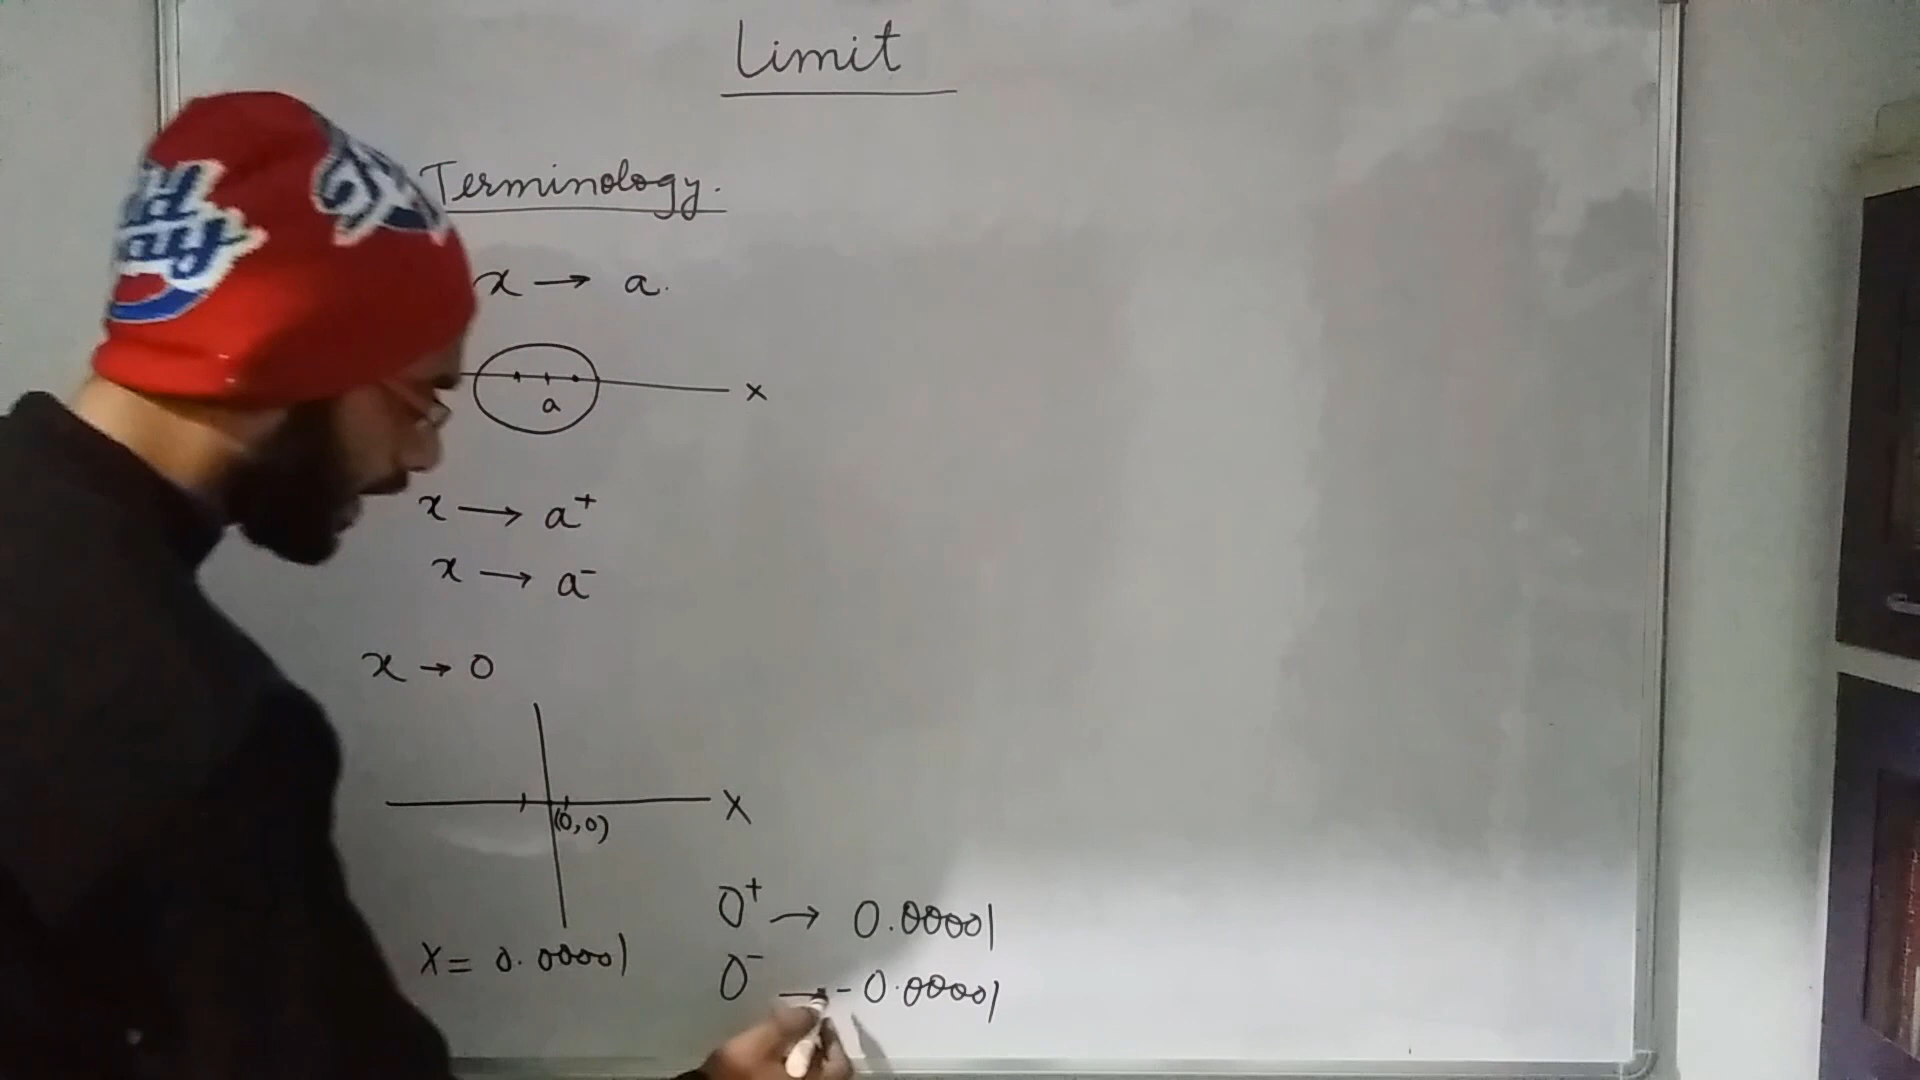 Limit
Terminology.
x → a.
x
a
x → a⁺
x → a⁻
x → 0
X
(0,0)
0⁺ → 0.00001
X = 0.00001
0⁻ → -0.00001